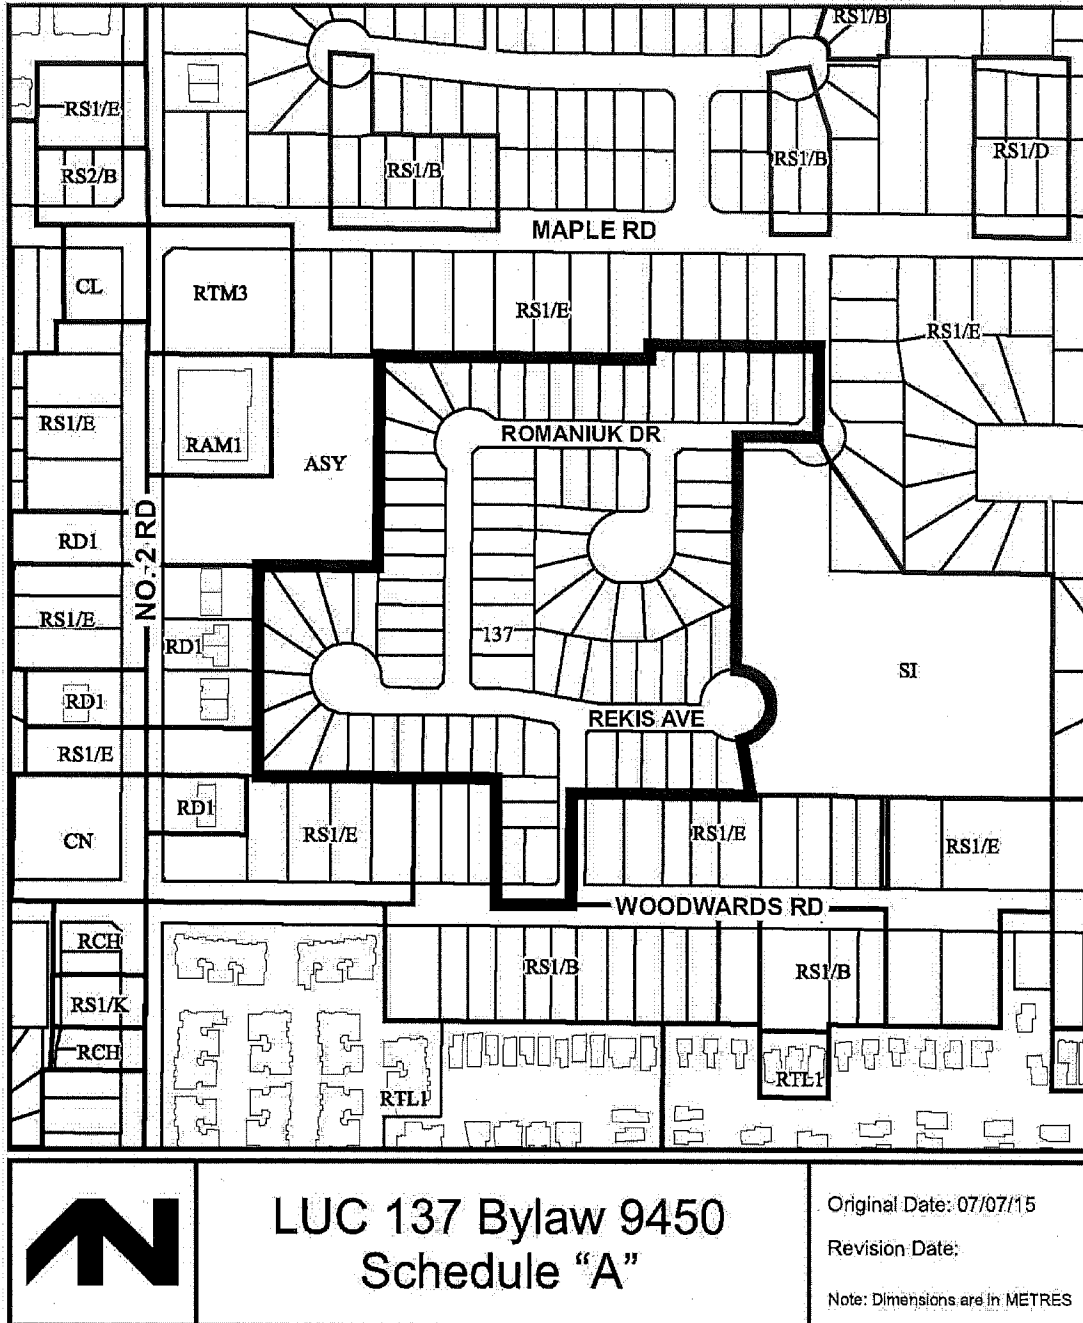 RS1/B
RS1/E
RS2/B
RS1/B
RS1/B
RS1/D
MAPLE RD
CL
RTM3
RS1/E
RS1/E
RS1/E
RAM1
ASY
ROMANIUK DR
NO. 2 RD
RD1
RS1/E
RD1
137
RD1
SI
REKIS AVE
RS1/E
RD1
CN
RS1/E
RS1/E
RS1/E
WOODWARDS RD
RCH
RS1/B
RS1/B
RS1/K
RCH
RTL1
RTL1
N
LUC 137 Bylaw 9450
Schedule “A”
Original Date: 07/07/15
Revision Date:
Note: Dimensions are in METRES